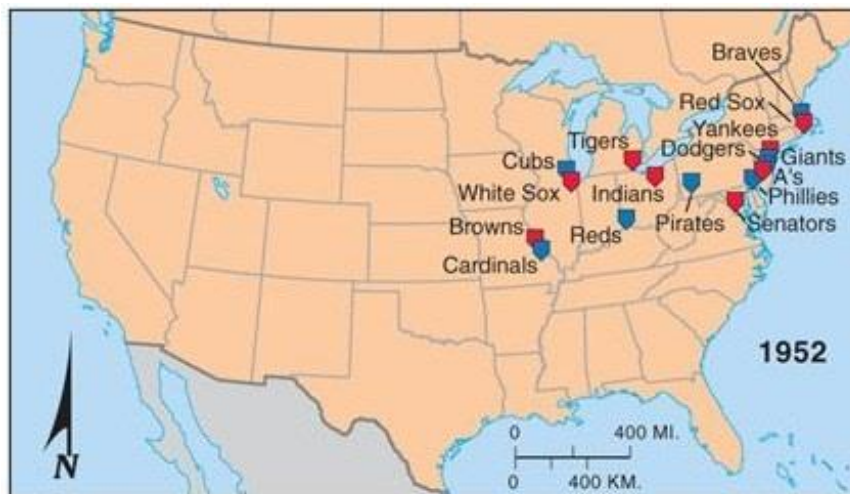 Braves
Red Sox
Yankees
Dodgers
Giants
A's
Phillies
Senators
Tigers
Cubs
White Sox
Indians
Pirates
Browns
Reds
Cardinals
1952
0 400 MI.
0 400 KM.
N